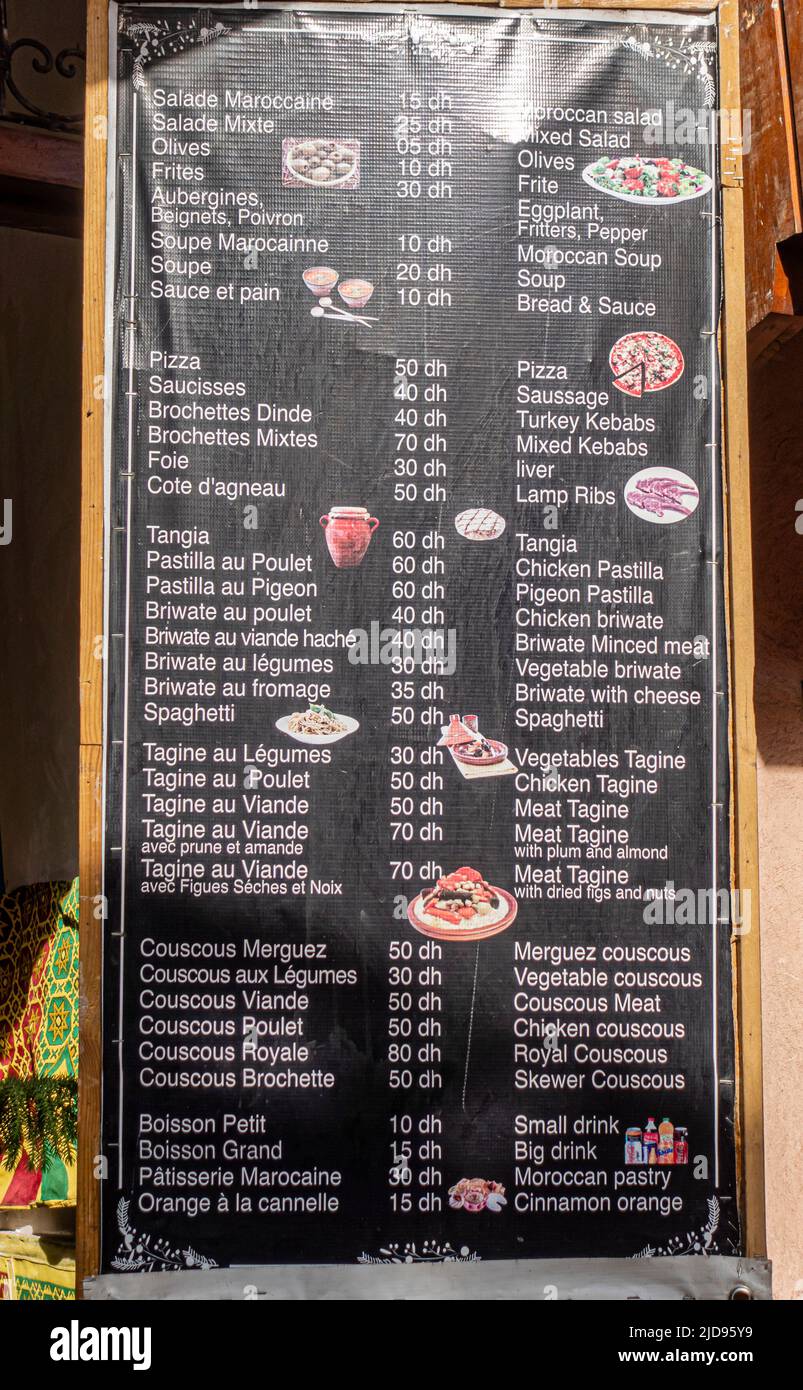 Salade Maroccaine 15 dh Moroccan salad
Salade Mixte 25 dh Mixed Salad
Olives 05 dh Olives
Frites 10 dh Frite
Aubergines, 30 dh Eggplant,
Beignets, Poivron Fritters, Pepper
Soupe Marocainne 10 dh Moroccan Soup
Soupe 20 dh Soup
Sauce et pain 10 dh Bread & Sauce
Pizza 50 dh Pizza
Saucisses 40 dh Saussage
Brochettes Dinde 40 dh Turkey Kebabs
Brochettes Mixtes 70 dh Mixed Kebabs
Foie 30 dh liver
Cote d'agneau 50 dh Lamp Ribs
Tangia 60 dh Tangia
Pastilla au Poulet 60 dh Chicken Pastilla
Pastilla au Pigeon 60 dh Pigeon Pastilla
Briwate au poulet 40 dh Chicken briwate
Briwate au viande haché 40 dh Briwate Minced meat
Briwate au légumes 30 dh Vegetable briwate
Briwate au fromage 35 dh Briwate with cheese
Spaghetti 50 dh Spaghetti
Tagine au Légumes 30 dh Vegetables Tagine
Tagine au Poulet 50 dh Chicken Tagine
Tagine au Viande 50 dh Meat Tagine
Tagine au Viande 70 dh Meat Tagine
avec prune et amande with plum and almond
Tagine au Viande 70 dh Meat Tagine
avec Figues Séches et Noix with dried figs and nuts
Couscous Merguez 50 dh Merguez couscous
Couscous aux Légumes 30 dh Vegetable couscous
Couscous Viande 50 dh Couscous Meat
Couscous Poulet 50 dh Chicken couscous
Couscous Royale 80 dh Royal Couscous
Couscous Brochette 50 dh Skewer Couscous
Boisson Petit 10 dh Small drink
Boisson Grand 15 dh Big drink
Pâtisserie Marocaine 30 dh Moroccan pastry
Orange à la cannelle 15 dh Cinnamon orange
alamy
Image ID: 2JD95Y9
www.alamy.com